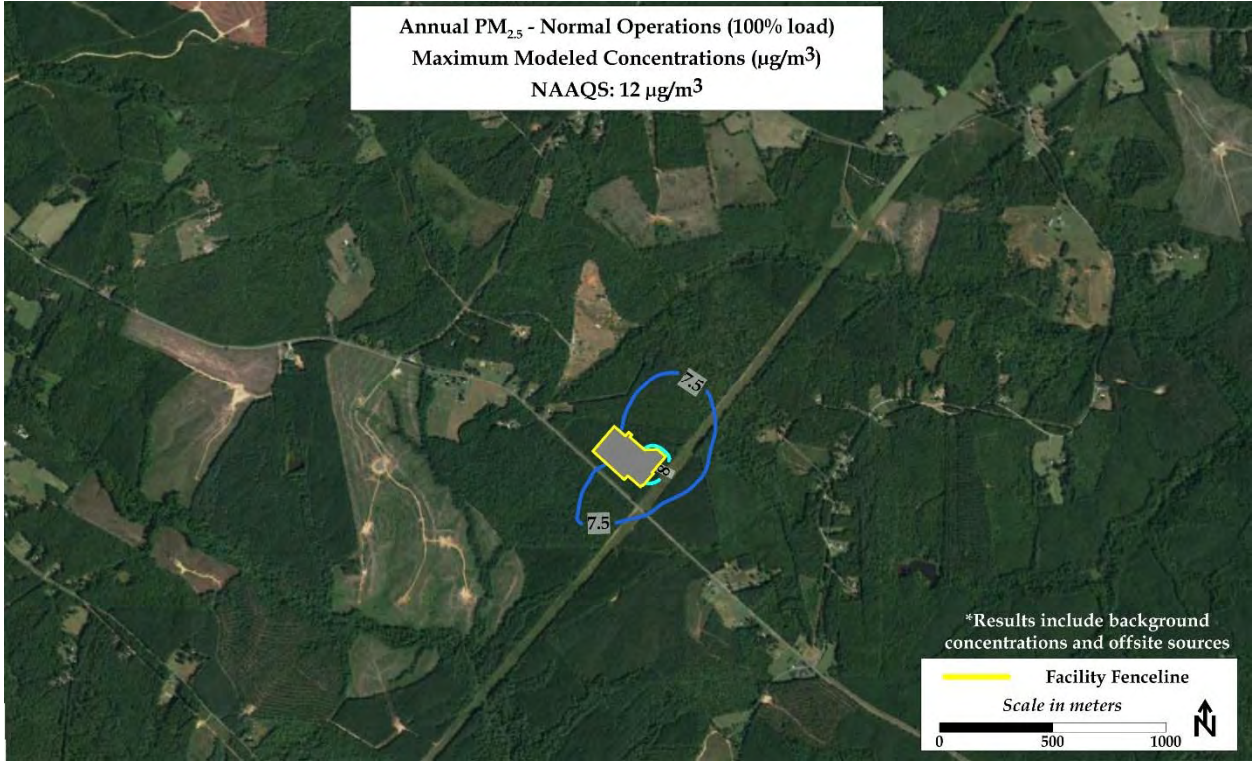 Annual PM2.5 - Normal Operations (100% load)
Maximum Modeled Concentrations (µg/m³)
NAAQS: 12 µg/m³
7.5
8
7.5
*Results include background
concentrations and offsite sources
Facility Fenceline
Scale in meters
0 500 1000
N